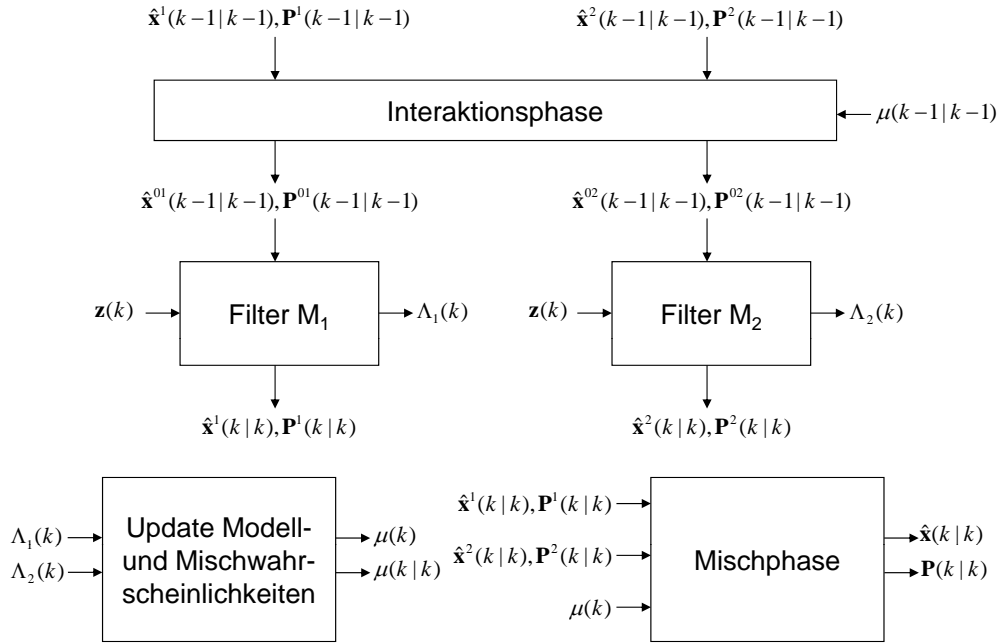 x̂¹(k−1|k−1), P¹(k−1|k−1)
x̂²(k−1|k−1), P²(k−1|k−1)
Interaktionsphase
μ(k−1|k−1)
x̂⁰¹(k−1|k−1), P⁰¹(k−1|k−1)
x̂⁰²(k−1|k−1), P⁰²(k−1|k−1)
z(k)
Filter M₁
Λ₁(k)
z(k)
Filter M₂
Λ₂(k)
x̂¹(k|k), P¹(k|k)
x̂²(k|k), P²(k|k)
Λ₁(k)
Λ₂(k)
Update Modell-
und Mischwahr-
scheinlichkeiten
μ(k)
μ(k|k)
x̂¹(k|k), P¹(k|k)
x̂²(k|k), P²(k|k)
μ(k)
Mischphase
x̂(k|k)
P(k|k)